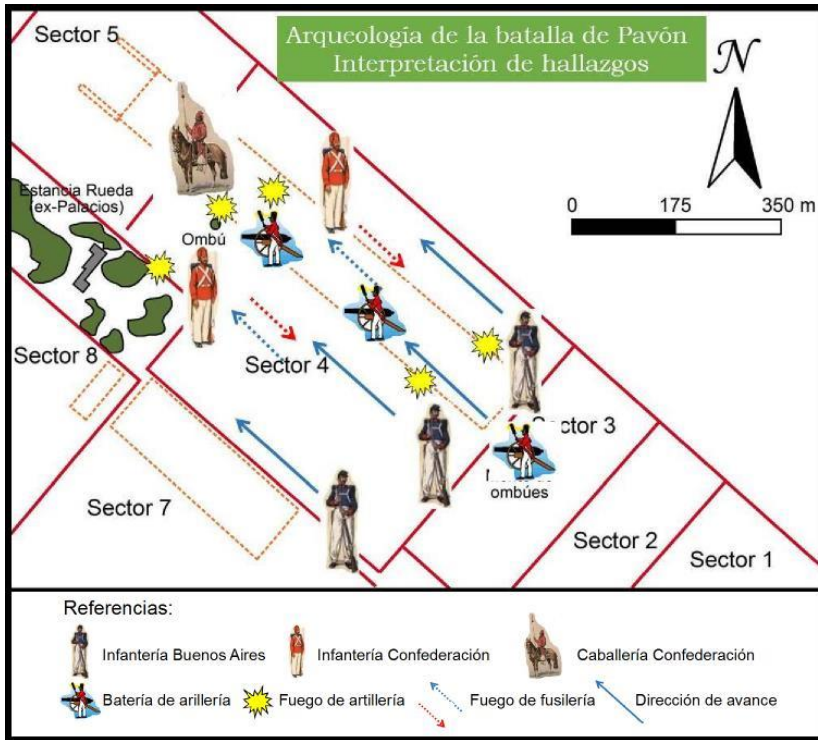 Arqueología de la batalla de Pavón
Interpretación de hallazgos
Sector 5
N
0 175 350 m
Estancia Rueda
(ex-Palacios)
Ombú
Sector 8
Sector 4
Sector 7
ector 3
ombúes
Sector 2
Sector 1
Referencias:
Infantería Buenos Aires
Infantería Confederación
Caballería Confederación
Batería de arillería
Fuego de artillería
Fuego de fusilería
Dirección de avance